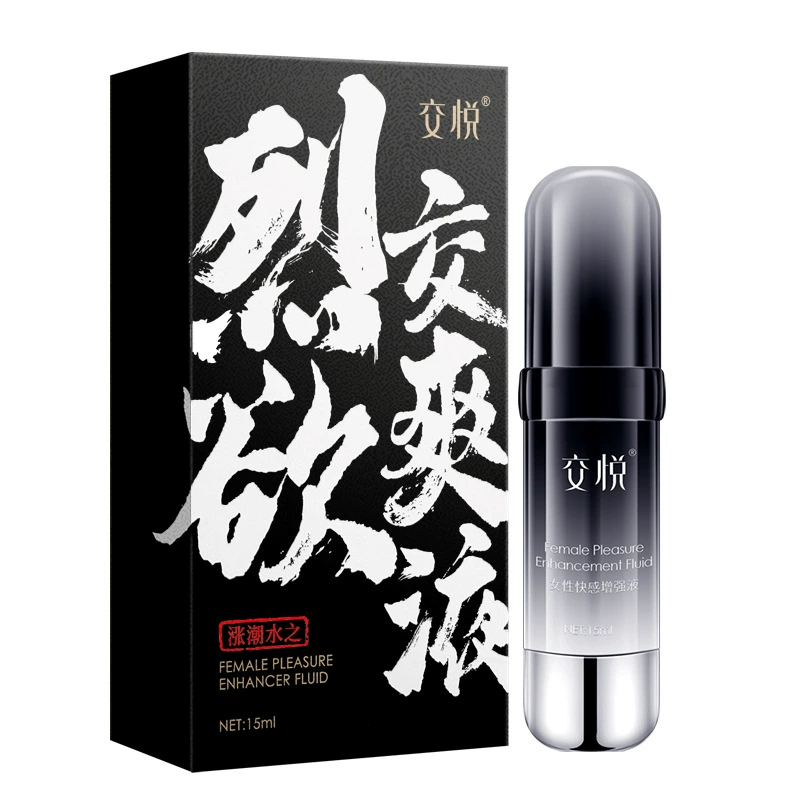 交悦®
烈欲
交爽液
涨潮水之
FEMALE PLEASURE
ENHANCER FLUID
NET:15ml
交悦®
Female Pleasure
Enhancement Fluid
女性快感增强液
NET:15ml